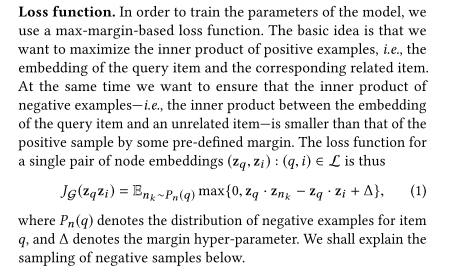 Loss function. In order to train the parameters of the model, we
use a max-margin-based loss function. The basic idea is that we
want to maximize the inner product of positive examples, i.e., the
embedding of the query item and the corresponding related item.
At the same time we want to ensure that the inner product of
negative examples—i.e., the inner product between the embedding
of the query item and an unrelated item—is smaller than that of the
positive sample by some pre-defined margin. The loss function for
a single pair of node embeddings (z_q, z_i) : (q, i) ∈ ℒ is thus
J_𝒢(z_q z_i) = 𝔼_{n_k∼P_n(q)} max{0, z_q · z_{n_k} − z_q · z_i + Δ}, (1)
where P_n(q) denotes the distribution of negative examples for item
q, and Δ denotes the margin hyper-parameter. We shall explain the
sampling of negative samples below.